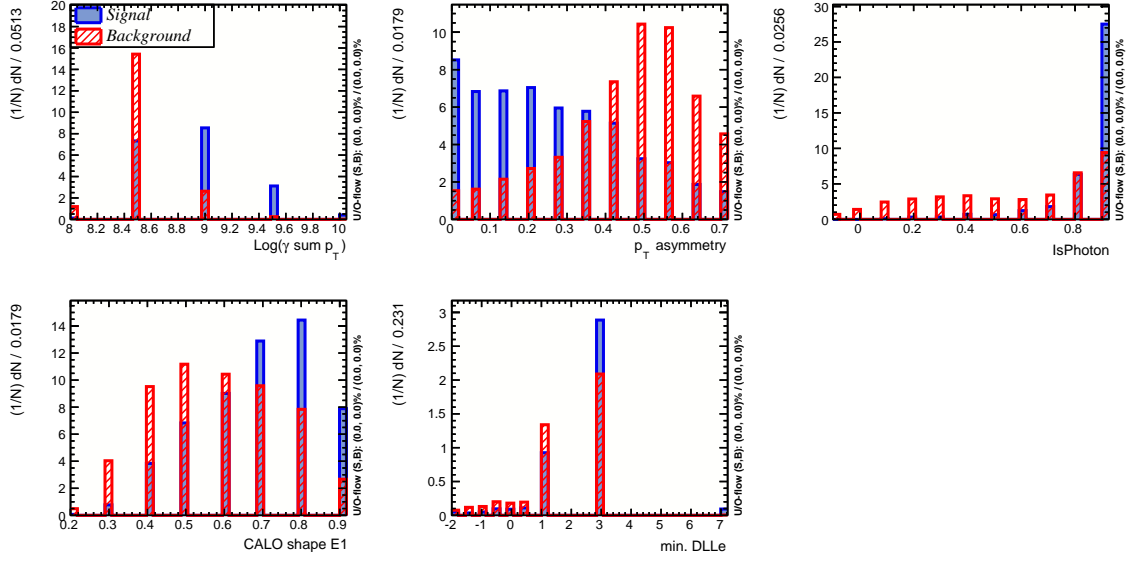 (1/N) dN / 0.0513
20
18
16
14
12
10
8
6
4
2
0
Signal
Background
8 8.2 8.4 8.6 8.8 9 9.2 9.4 9.6 9.8 10
Log(γ sum p_T)
U/O-flow (S,B): (0.0, 0.0)% / (0.0, 0.0)%
(1/N) dN / 0.0179
10
8
6
4
2
0
0 0.1 0.2 0.3 0.4 0.5 0.6 0.7
p_T asymmetry
U/O-flow (S,B): (0.0, 0.0)% / (0.0, 0.0)%
(1/N) dN / 0.0256
30
25
20
15
10
5
0
0 0.2 0.4 0.6 0.8
IsPhoton
U/O-flow (S,B): (0.0, 0.0)% / (0.0, 0.0)%
(1/N) dN / 0.0179
14
12
10
8
6
4
2
0
0.2 0.3 0.4 0.5 0.6 0.7 0.8 0.9
CALO shape E1
U/O-flow (S,B): (0.0, 0.0)% / (0.0, 0.0)%
(1/N) dN / 0.231
3
2.5
2
1.5
1
0.5
0
-2 -1 0 1 2 3 4 5 6 7
min. DLLe
U/O-flow (S,B): (0.0, 0.0)% / (0.0, 0.0)%